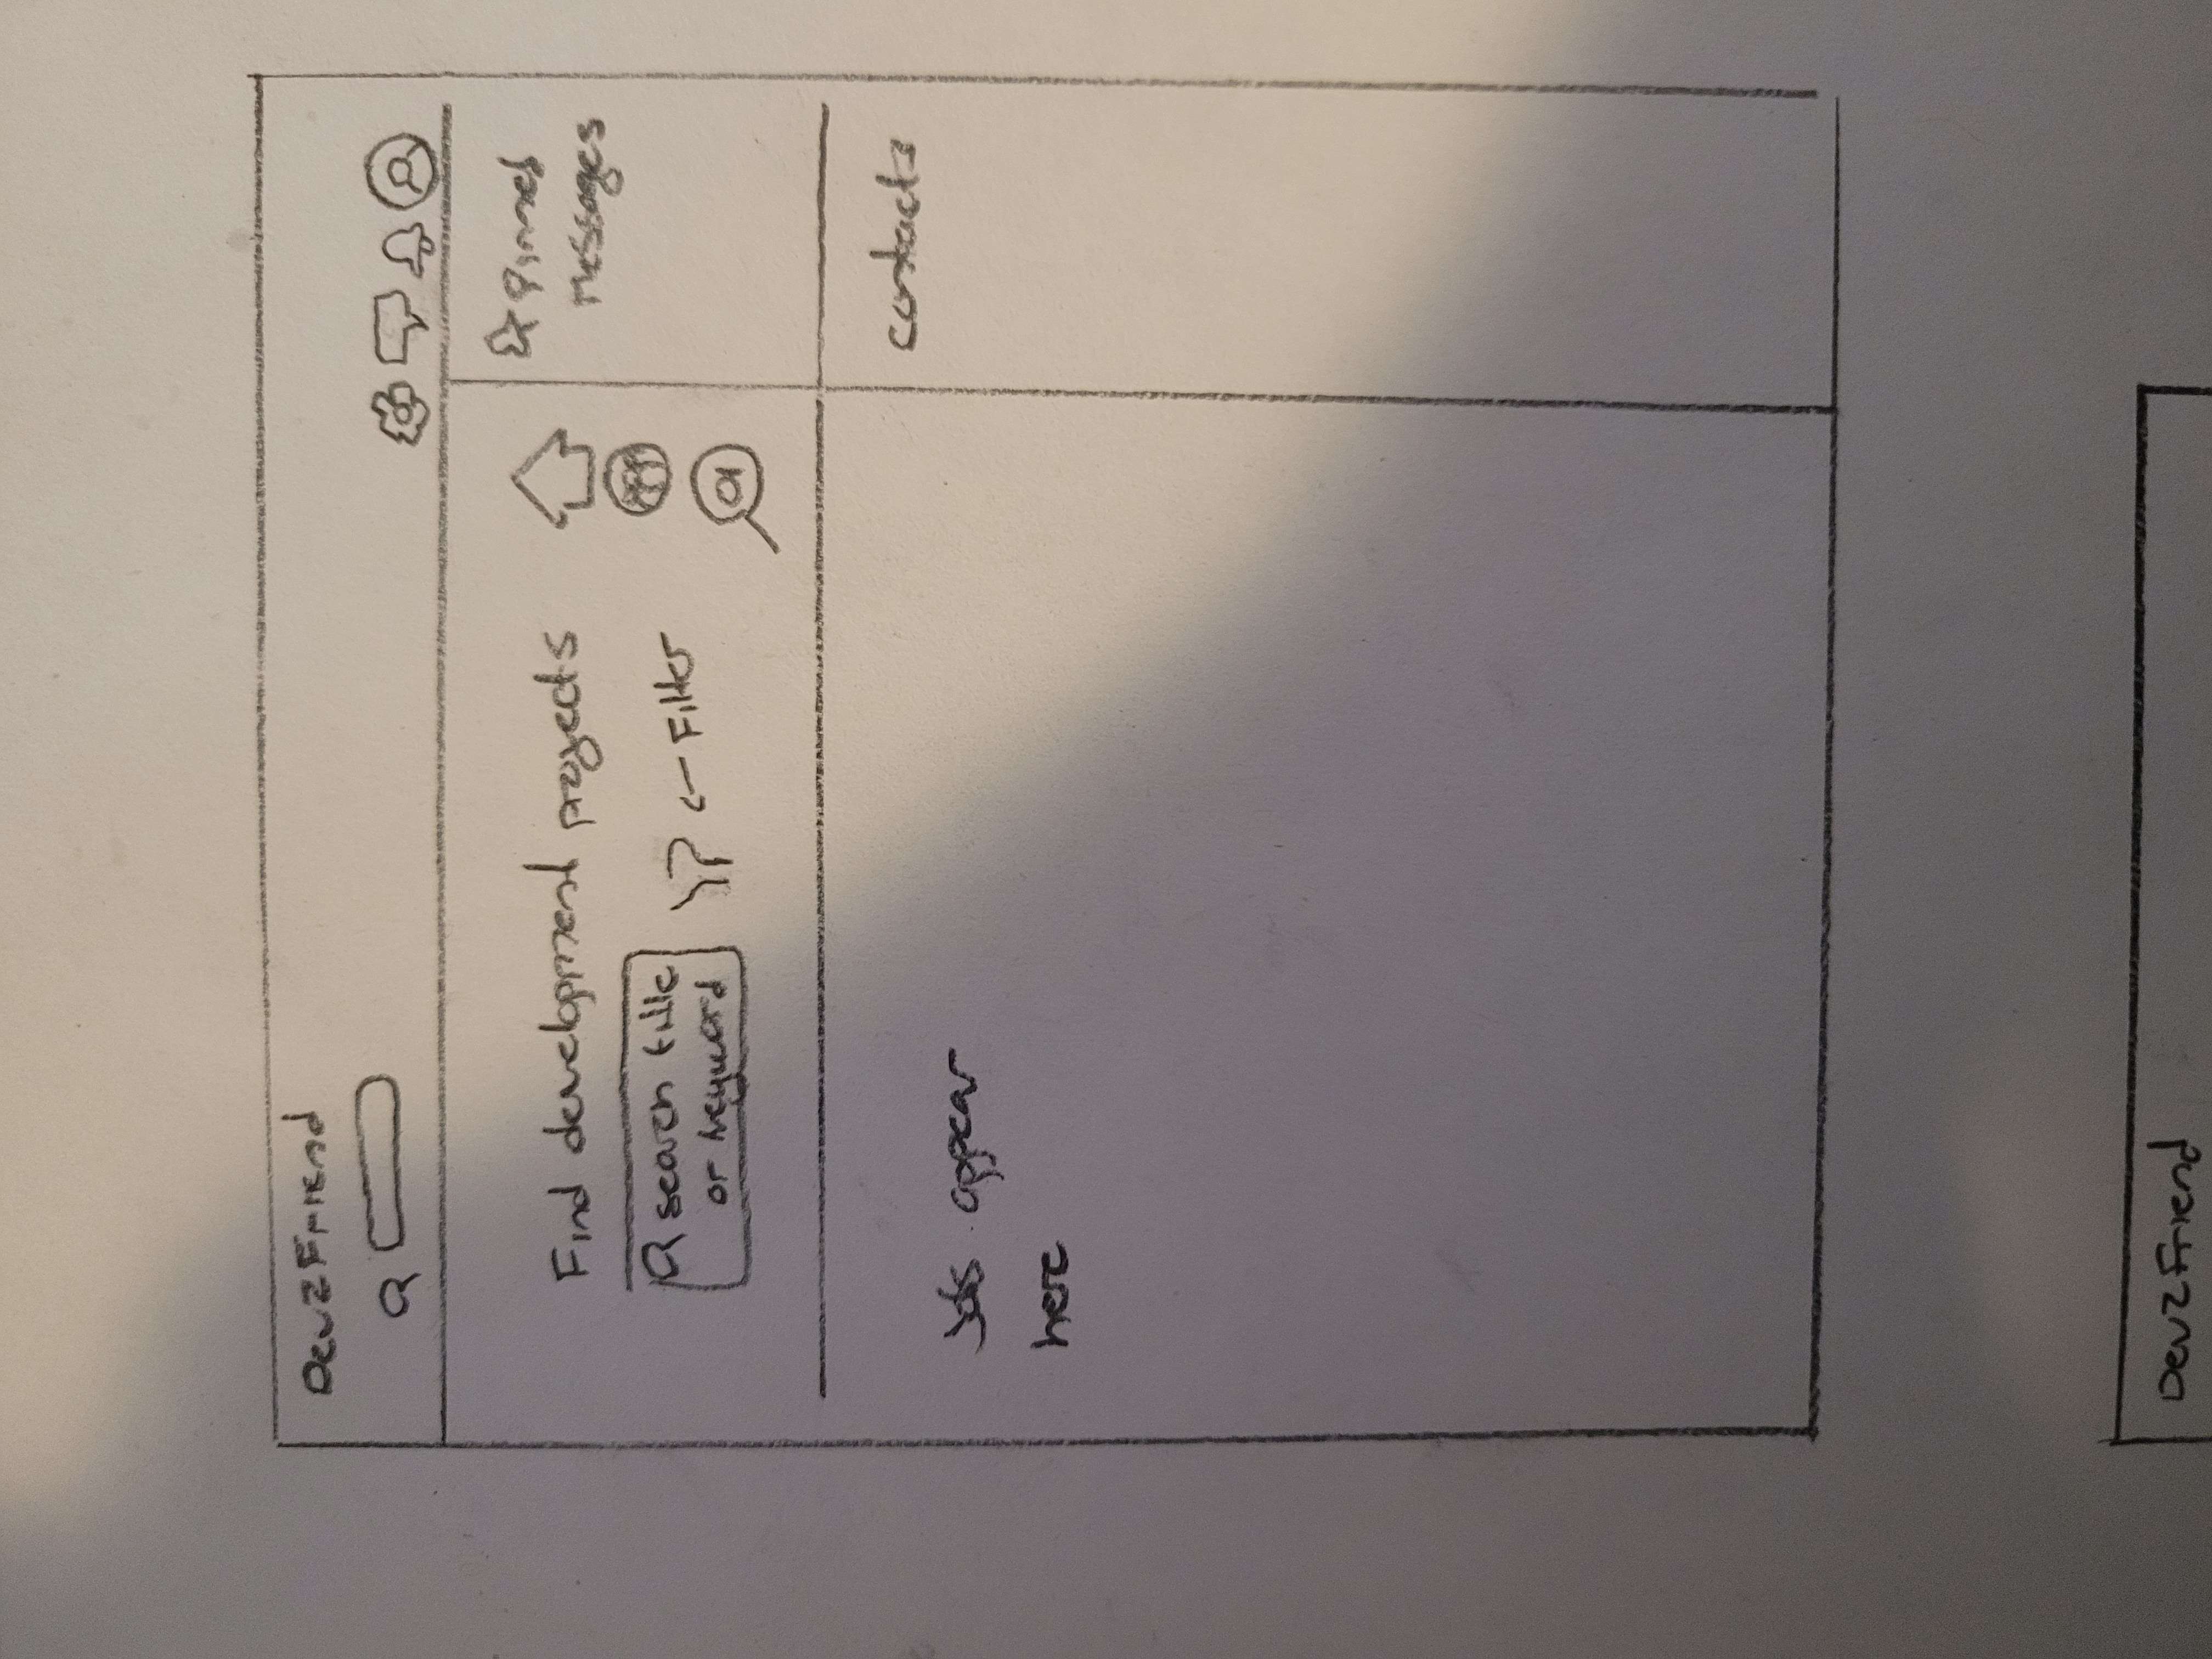 Dev2Friend
Find development projects
search title
or keyword
← Filter
Pinned
Messages
contacts
Jobs appear
here
Dev2Friend